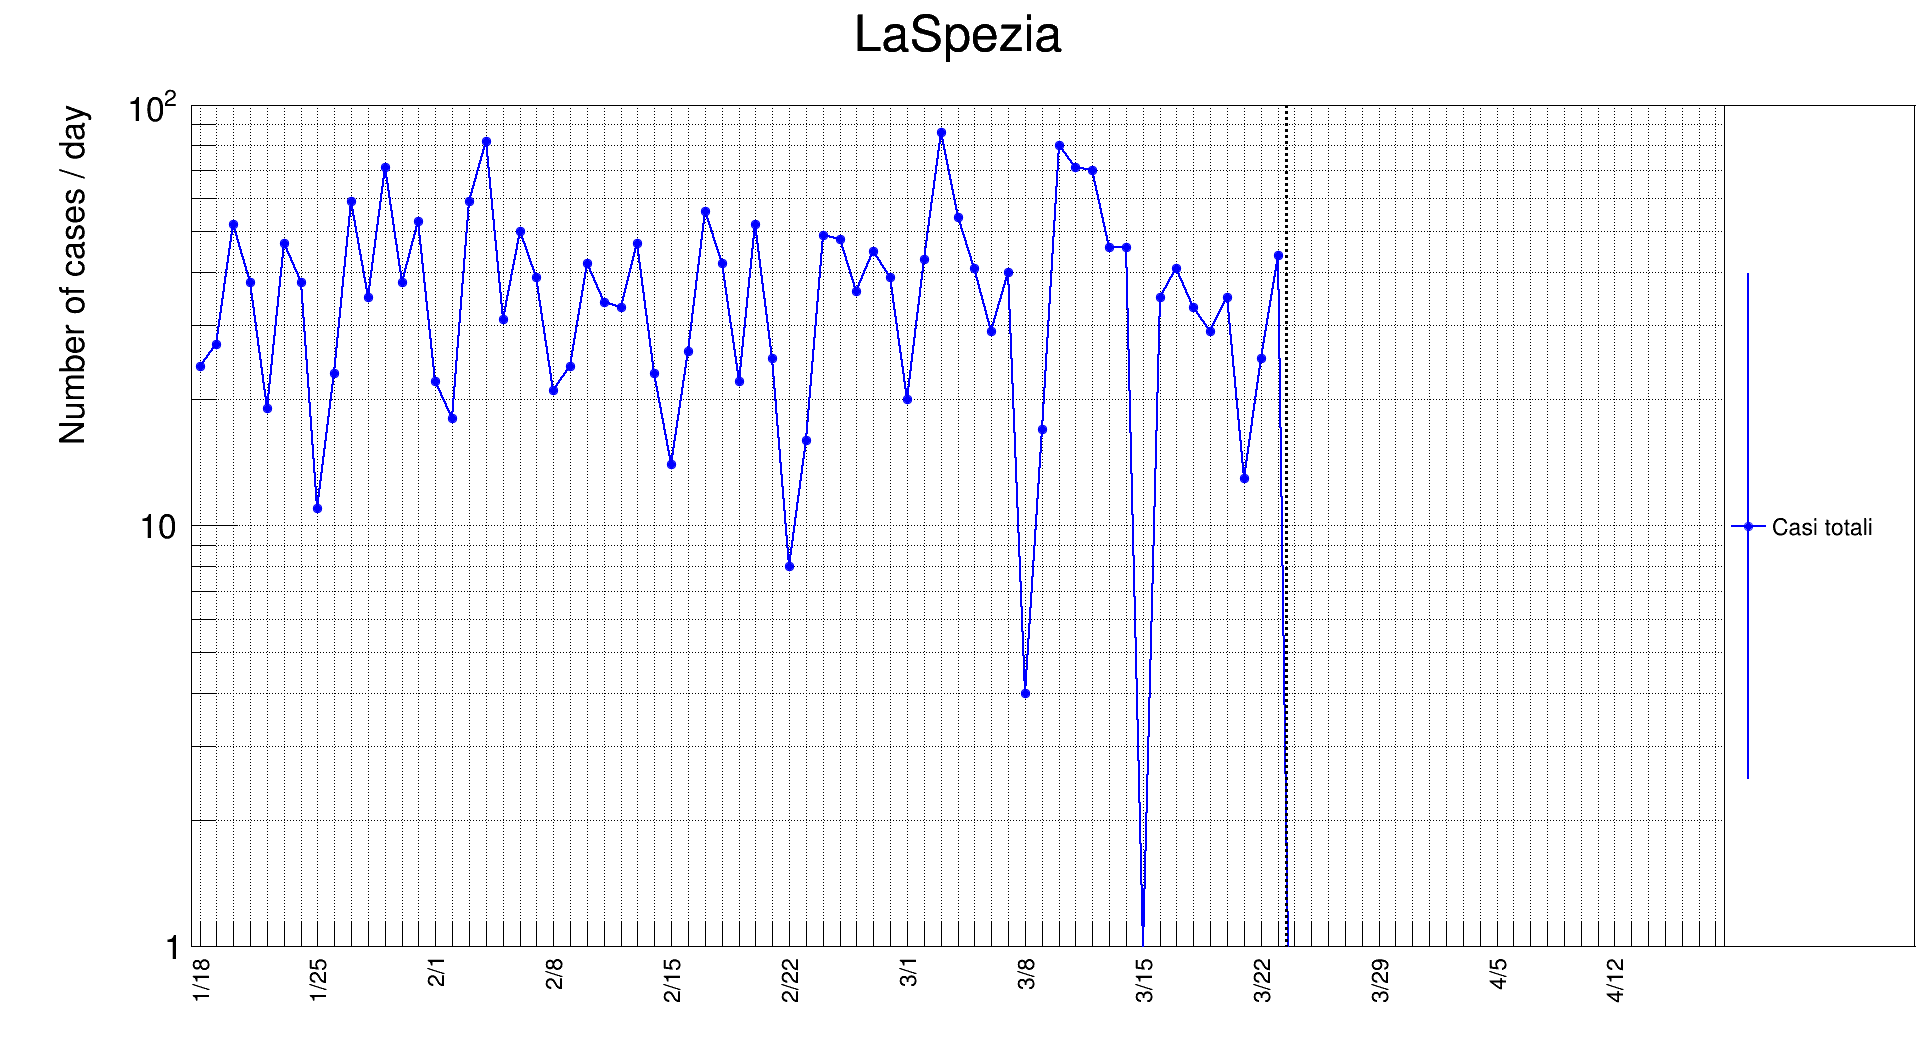 LaSpezia
Number of cases / day
10²
10
1
1/18 1/25 2/1 2/8 2/15 2/22 3/1 3/8 3/15 3/22 3/29 4/5 4/12
Casi totali